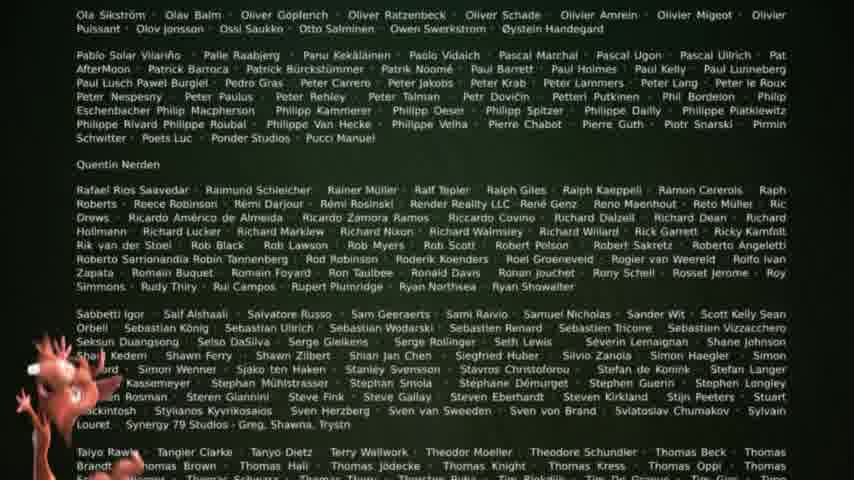 Ola Sikström · Olav Balm · Oliver Göpfench · Oliver Ratzenbeck · Oliver Schade · Olivier Amrein · Olivier Migeot · Olivier
Puissant · Olov Jonsson · Ossi Saukko · Otto Salminen · Owen Swerkstrom · Øystein Handegard
Pablo Solar Vilariño · Palle Raabjerg · Panu Kekäläinen · Paolo Vidaich · Pascal Marchal · Pascal Ugon · Pascal Ullrich · Pat
AfterMoon · Patrick Barroca · Patrick Bürckstümmer · Patrik Noomé · Paul Barrett · Paul Holmes · Paul Kelly · Paul Lunneberg
Paul Lusch Pawel Burgiel · Pedro Gras · Peter Carrero · Peter Jakobs · Peter Krab · Peter Lammers · Peter Lang · Peter le Roux
Peter Nespesny · Peter Paulus · Peter Rehley · Peter Talman · Petr Dovičin · Petteri Putkinen · Phil Bordelon · Philip
Eschenbacher Philip Macpherson · Philipp Kammerer · Philipp Oeser · Philipp Spitzer · Philippe Dailly · Philippe Piatkiewitz
Philippe Rivard Philippe Roubal · Philippe Van Hecke · Philippe Velha · Pierre Chabot · Pierre Guth · Piotr Snarski · Pirmin
Schwitter · Poets Luc · Ponder Studios · Pucci Manuel
Quentin Nerden
Rafael Rios Saavedar · Raimund Schleicher · Rainer Müller · Ralf Tepler · Ralph Giles · Ralph Kaeppeli · Ramon Cererols · Raph
Roberts · Reece Robinson · Rémi Darjour · Rémi Rosinski · Render Reality LLC · René Genz · Reno Maenhout · Reto Müller · Ric
Drews · Ricardo Américo de Almeida · Ricardo Zamora Ramos · Riccardo Covino · Richard Dalzell · Richard Dean · Richard
Hollmann · Richard Lucker · Richard Marklew · Richard Nixon · Richard Walmsley · Richard Willard · Rick Garrett · Ricky Kamfolt
Rik van der Stoel · Rob Black · Rob Lawson · Rob Myers · Rob Scott · Robert Pelson · Robert Sakretz · Roberto Angeletti
Roberto Sarrionandia Robin Tannenberg · Rod Robinson · Roderik Koenders · Roel Groeneveld · Rogier van Weereld · Rolfo Ivan
Zapata · Romain Buquet · Romain Foyard · Ron Taulbee · Ronald Davis · Ronan Jouchet · Rony Schell · Rosset Jerome · Roy
Simmons · Rudy Thiry · Rui Campos · Rupert Plumridge · Ryan Northsea · Ryan Showalter
Sabbetti Igor · Saif Alshaali · Salvatore Russo · Sam Geeraerts · Sami Raivio · Samuel Nicholas · Sander Wit · Scott Kelly Sean
Orbell · Sebastian König · Sebastian Ullrich · Sebastian Wodarski · Sebastien Renard · Sebastien Tricoire · Sebastien Vizzacchero
Seksun Duangsong · Selso DaSilva · Serge Gielkens · Serge Rollinger · Seth Lewis · Séverin Lemaignan · Shane Johnson
Shani Kedem · Shawn Ferry · Shawn Zilbert · Shian Jan Chen · Siegfried Huber · Silvio Zanola · Simon Haegler · Simon
· Simon Wenner · Sjako ten Haken · Stanley Svensson · Stavros Christoforou · Stefan de Konink · Stefan Langer
Kassemeyer · Stephan Mühlstrasser · Stephan Smola · Stéphane Démurget · Stephen Guerin · Stephen Longley
Rosman · Steren Giannini · Steve Fink · Steve Gallay · Steven Eberhardt · Steven Kirkland · Stijn Peeters · Stuart
Mackintosh · Stylianos Kyvrikosaios · Sven Herzberg · Sven van Sweeden · Sven von Brand · Sviatoslav Chumakov · Sylvain
Louret · Synergy 79 Studios - Greg, Shawna, Trystn
Taiyo Rawle · Tangier Clarke · Tanyo Dietz · Terry Wallwork · Theodor Moeller · Theodore Schundler · Thomas Beck · Thomas
Brandt · Thomas Brown · Thomas Hall · Thomas Jödecke · Thomas Knight · Thomas Kress · Thomas Oppi · Thomas